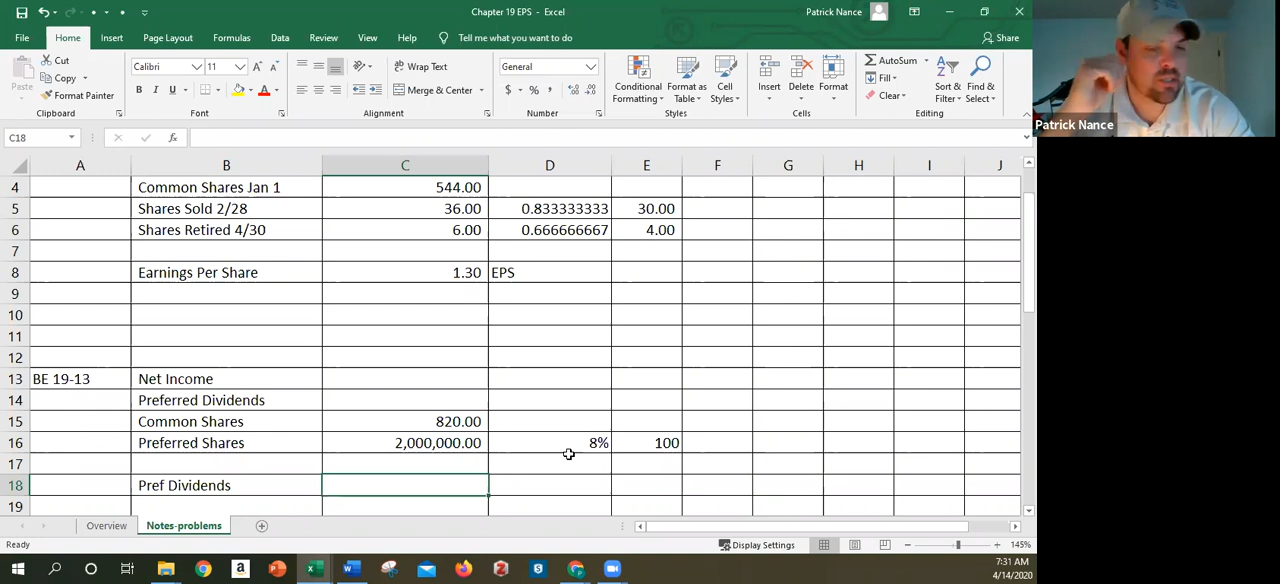 Chapter 19 EPS - Excel
Patrick Nance
File Home Insert Page Layout Formulas Data Review View Help Tell me what you want to do Share
Paste
Cut
Copy
Format Painter
Clipboard
Calibri 11
B I U
Font
Wrap Text
Merge & Center
Alignment
General
$ % ,
Number
Conditional Formatting
Format as Table
Cell Styles
Styles
Insert Delete Format
Cells
AutoSum
Fill
Clear
Sort & Filter
Find & Select
Editing
Patrick Nance
C18 fx
A B C D E F G H I J
4 Common Shares Jan 1 544.00
5 Shares Sold 2/28 36.00 0.833333333 30.00
6 Shares Retired 4/30 6.00 0.666666667 4.00
7
8 Earnings Per Share 1.30 EPS
9
10
11
12
13 BE 19-13 Net Income
14 Preferred Dividends
15 Common Shares 820.00
16 Preferred Shares 2,000,000.00 8% 100
17
18 Pref Dividends
19
Overview Notes-problems
Ready Display Settings 145%
7:31 AM
4/14/2020